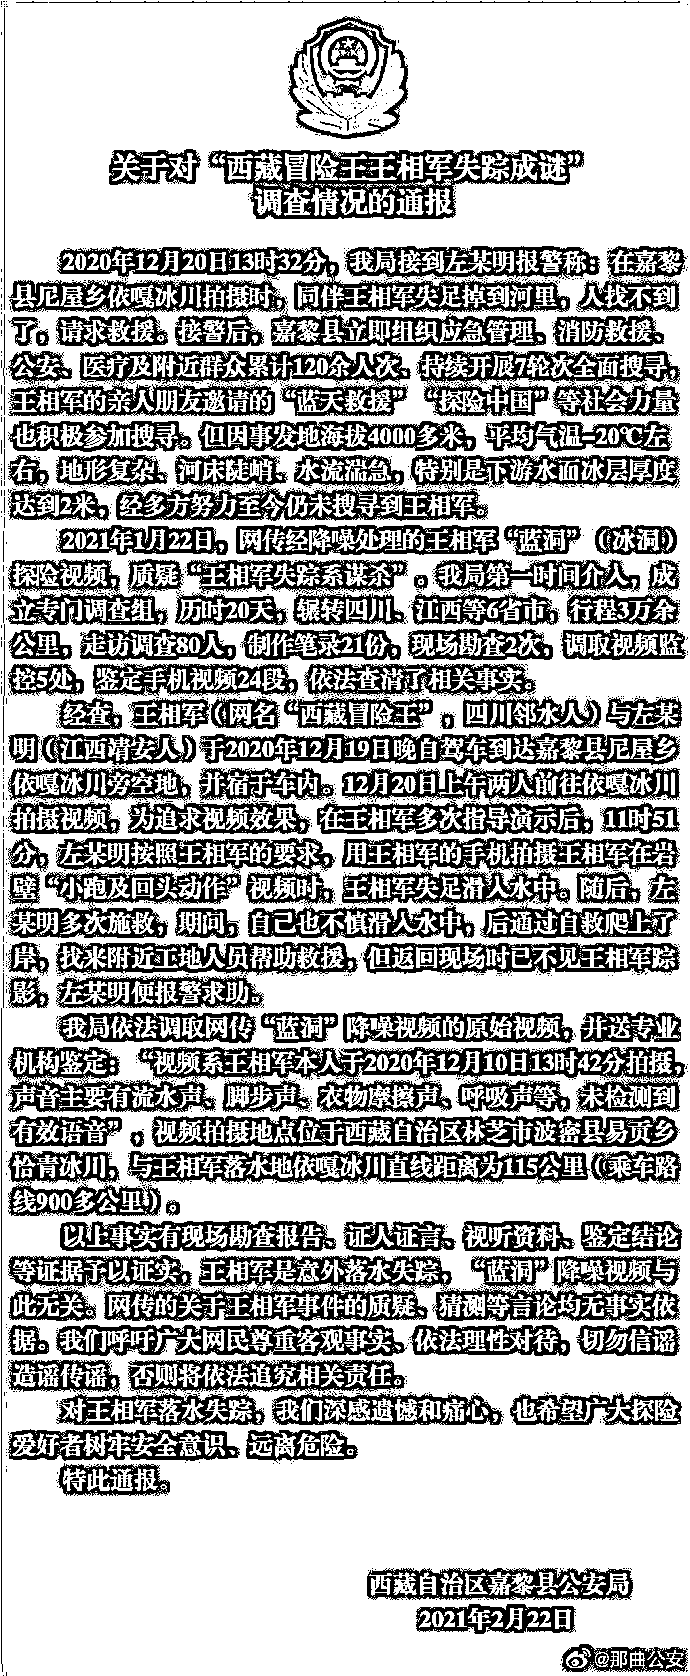 关于对“西藏冒险王王相军失踪成谜”
调查情况的通报
2020年12月20日13时32分，我局接到左某明报警称：在嘉黎
县尼屋乡依嘎冰川拍摄时，同伴王相军失足掉到河里，人找不到
了，请求救援。接警后，嘉黎县立即组织应急管理、消防救援、
公安、医疗及附近群众累计120余人次、持续开展7轮次全面搜寻，
王相军的亲人朋友邀请的“蓝天救援”“探险中国”等社会力量
也积极参加搜寻。但因事发地海拔4000多米，平均气温-20℃左
右，地形复杂、河床陡峭、水流湍急，特别是下游水面冰层厚度
达到2米，经多方努力至今仍未搜寻到王相军。
2021年1月22日，网传经降噪处理的王相军“蓝洞”（冰洞）
探险视频，质疑“王相军失踪系谋杀”。我局第一时间介入，成
立专门调查组，历时20天，辗转四川、江西等6省市，行程3万余
公里，走访调查80人，制作笔录21份，现场勘查2次，调取视频监
控5处，鉴定手机视频24段，依法查清了相关事实。
经查，王相军（网名“西藏冒险王”，四川邻水人）与左某
明（江西靖安人）于2020年12月19日晚自驾车到达嘉黎县尼屋乡
依嘎冰川旁空地，并宿于车内。12月20日上午两人前往依嘎冰川
拍摄视频，为追求视频效果，在王相军多次指导演示后，11时51
分，左某明按照王相军的要求，用王相军的手机拍摄王相军在岩
壁“小跑及回头动作”视频时，王相军失足滑入水中。随后，左
某明多次施救，期间，自己也不慎滑入水中，后通过自救爬上了
岸，找来附近工地人员帮助救援，但返回现场时已不见王相军踪
影，左某明便报警求助。
我局依法调取网传“蓝洞”降噪视频的原始视频，并送专业
机构鉴定：“视频系王相军本人于2020年12月10日13时42分拍摄，
声音主要有流水声、脚步声、衣物摩擦声、呼吸声等，未检测到
有效语音”，视频拍摄地点位于西藏自治区林芝市波密县易贡乡
恰青冰川，与王相军落水地依嘎冰川直线距离为115公里（乘车路
线900多公里）。
以上事实有现场勘查报告、证人证言、视听资料、鉴定结论
等证据予以证实，王相军是意外落水失踪，“蓝洞”降噪视频与
此无关。网传的关于王相军事件的质疑、猜测等言论均无事实依
据。我们呼吁广大网民尊重客观事实、依法理性对待，切勿信谣
造谣传谣，否则将依法追究相关责任。
对王相军落水失踪，我们深感遗憾和痛心，也希望广大探险
爱好者树牢安全意识、远离危险。
特此通报。
西藏自治区嘉黎县公安局
2021年2月22日
@那曲公安